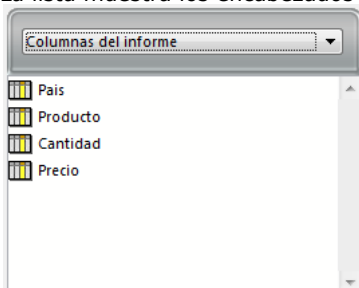 La lista muestra los encabezados
Columnas del informe
Pais
Producto
Cantidad
Precio